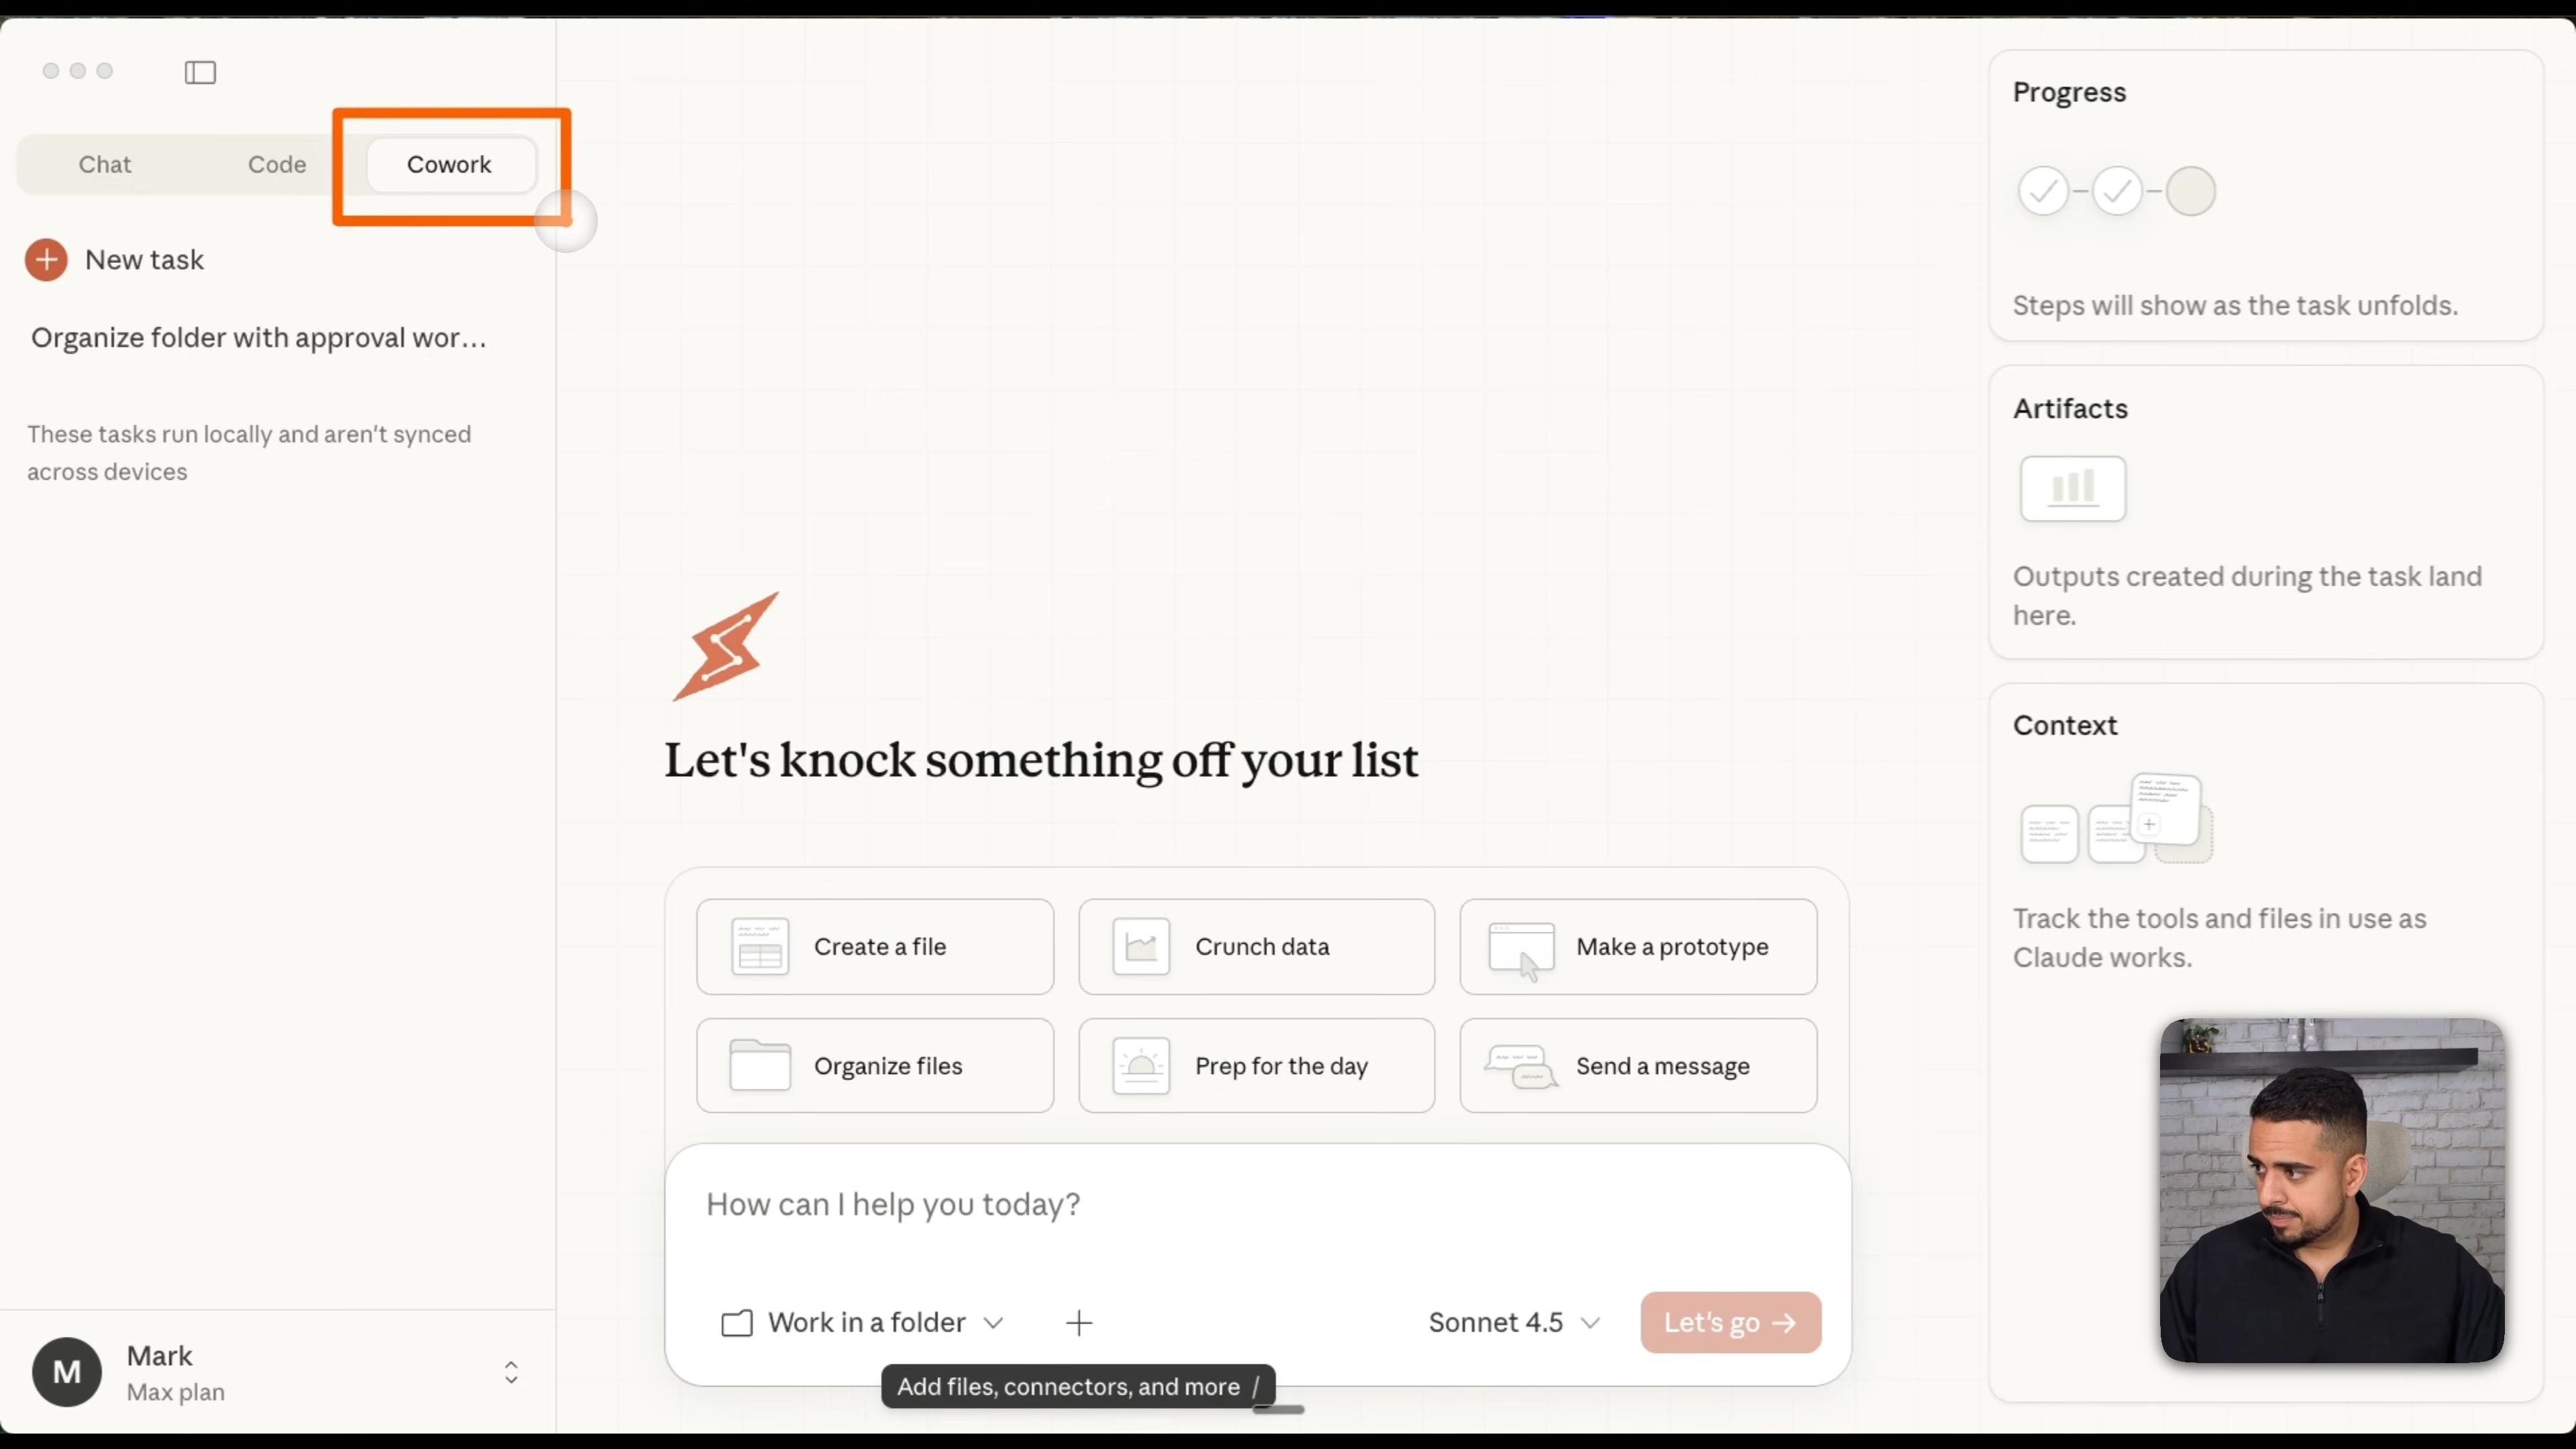 Chat
Code
Cowork
New task
Organize folder with approval wor...
These tasks run locally and aren't synced
across devices
Let's knock something off your list
Create a file
Crunch data
Make a prototype
Organize files
Prep for the day
Send a message
How can I help you today?
Work in a folder
Sonnet 4.5
Let's go →
Add files, connectors, and more /
M
Mark
Max plan
Progress
Steps will show as the task unfolds.
Artifacts
Outputs created during the task land
here.
Context
Track the tools and files in use as
Claude works.